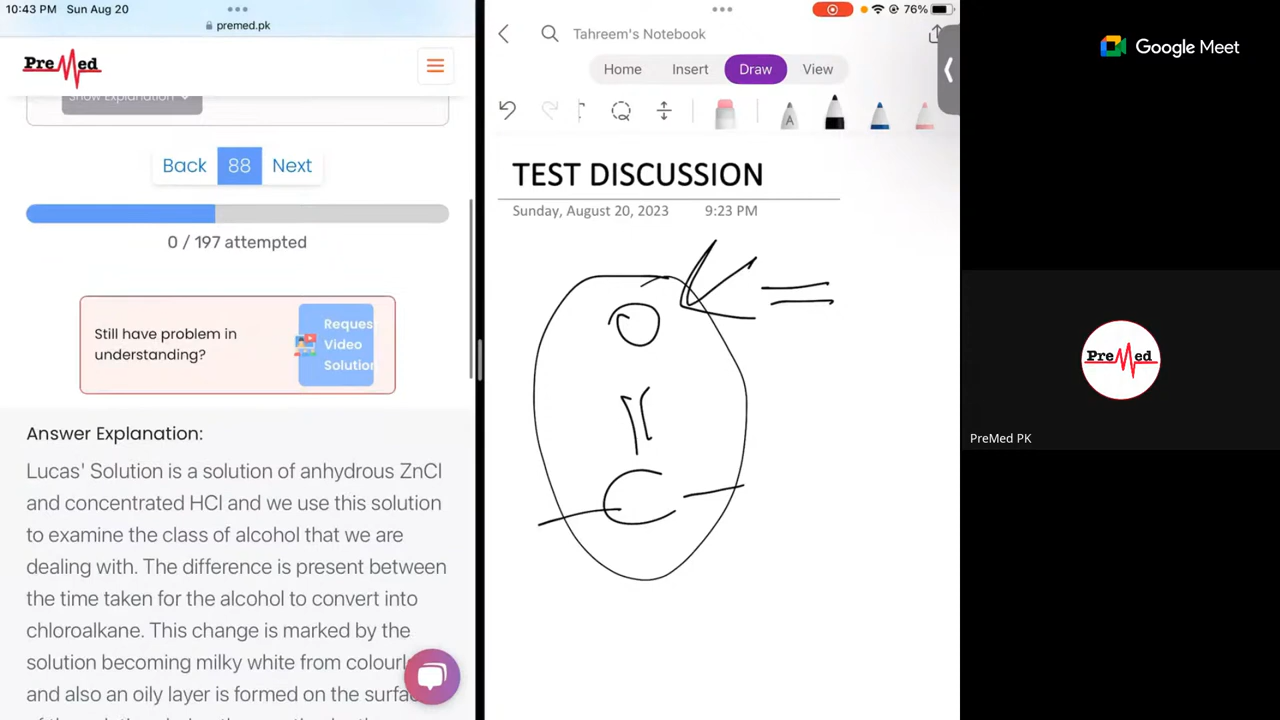 10:43 PM Sun Aug 20
premed.pk
76%
PreMed
Show Explanation
Back 88 Next
0 / 197 attempted
Still have problem in
understanding?
Reques
Video
Solution
Answer Explanation:
Lucas' Solution is a solution of anhydrous ZnCl
and concentrated HCl and we use this solution
to examine the class of alcohol that we are
dealing with. The difference is present between
the time taken for the alcohol to convert into
chloroalkane. This change is marked by the
solution becoming milky white from colourl
and also an oily layer is formed on the surfac
Tahreem's Notebook
Home Insert Draw View
A
TEST DISCUSSION
Sunday, August 20, 2023 9:23 PM
Google Meet
PreMed
PreMed PK